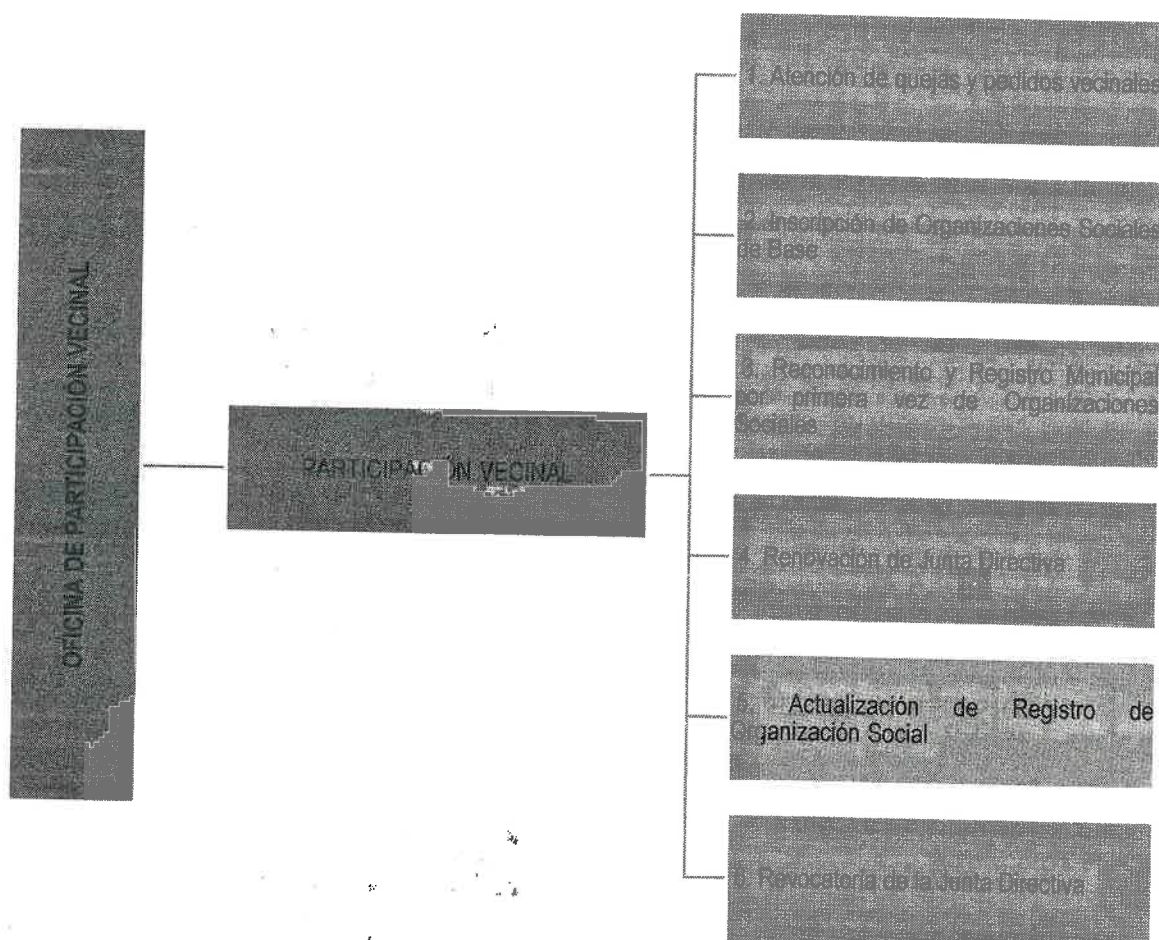 OFICINA DE PARTICIPACIÓN VECINAL
PARTICIPACIÓN VECINAL
1. Atención de quejas y pedidos vecinales
2. Inscripción de Organizaciones Sociales
de Base
3. Reconocimiento y Registro Municipal
por primera vez de Organizaciones
Sociales
4. Renovación de Junta Directiva
5. Actualización de Registro de
Organización Social
6. Revocatoria de la Junta Directiva